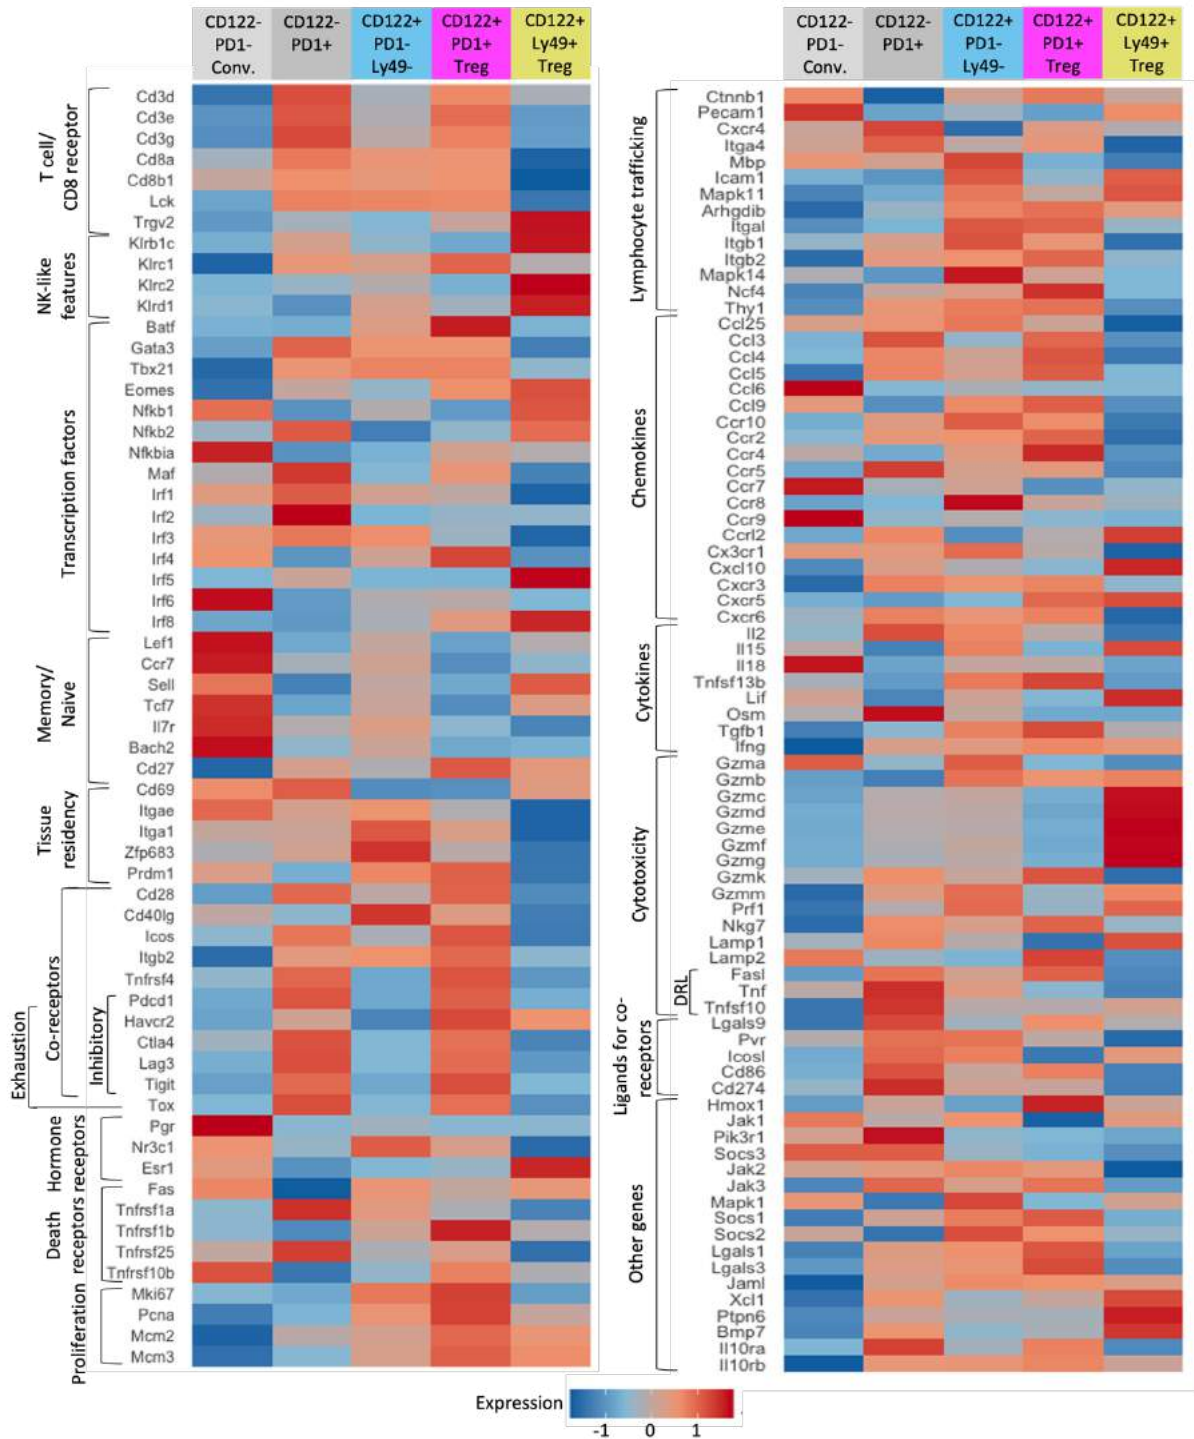 CD122-
PD1-
Conv.
CD122-
PD1+
CD122+
PD1-
Ly49-
CD122+
PD1+
Treg
CD122+
Ly49+
Treg
T cell/
CD8 receptor
Cd3d
Cd3e
Cd3g
Cd8a
Cd8b1
Lck
Trgv2
NK-like
features
Klrb1c
Klrc1
Klrc2
Klrd1
Transcription factors
Batf
Gata3
Tbx21
Eomes
Nfkb1
Nfkb2
Nfkbia
Maf
Irf1
Irf2
Irf3
Irf4
Irf5
Irf6
Irf8
Memory/
Naive
Lef1
Ccr7
Sell
Tcf7
Il7r
Bach2
Cd27
Tissue
residency
Cd69
Itgae
Itga1
Zfp683
Prdm1
Exhaustion
Co-receptors
Inhibitory
Cd28
Cd40lg
Icos
Itgb2
Tnfrsf4
Pdcd1
Havcr2
Ctla4
Lag3
Tigit
Tox
Hormone
receptors
Pgr
Nr3c1
Esr1
Death
receptors
Fas
Tnfrsf1a
Tnfrsf1b
Tnfrsf25
Tnfrsf10b
Proliferation
Mki67
Pcna
Mcm2
Mcm3
CD122-
PD1-
Conv.
CD122-
PD1+
CD122+
PD1-
Ly49-
CD122+
PD1+
Treg
CD122+
Ly49+
Treg
Lymphocyte trafficking
Ctnnb1
Pecam1
Cxcr4
Itga4
Mbp
Icam1
Mapk11
Arhgdib
Itgal
Itgb1
Itgb2
Mapk14
Ncf4
Thy1
Chemokines
Ccl25
Ccl3
Ccl4
Ccl5
Ccl6
Ccl9
Ccr10
Ccr2
Ccr4
Ccr5
Ccr7
Ccr8
Ccr9
Ccrl2
Cx3cr1
Cxcl10
Cxcr3
Cxcr5
Cxcr6
Cytokines
Il2
Il15
Il18
Tnfsf13b
Lif
Osm
Tgfb1
Ifng
Cytotoxicity
Gzma
Gzmb
Gzmc
Gzmd
Gzme
Gzmf
Gzmg
Gzmk
Gzmm
Prf1
Nkg7
Lamp1
Lamp2
DRL
Fasl
Tnf
Tnfsf10
Ligands for co-
receptors
Lgals9
Pvr
Icosl
Cd86
Cd274
Other genes
Hmox1
Jak1
Pik3r1
Socs3
Jak2
Jak3
Mapk1
Socs1
Socs2
Lgals1
Lgals3
Jaml
Xcl1
Ptpn6
Bmp7
Il10ra
Il10rb
Expression
-1 0 1